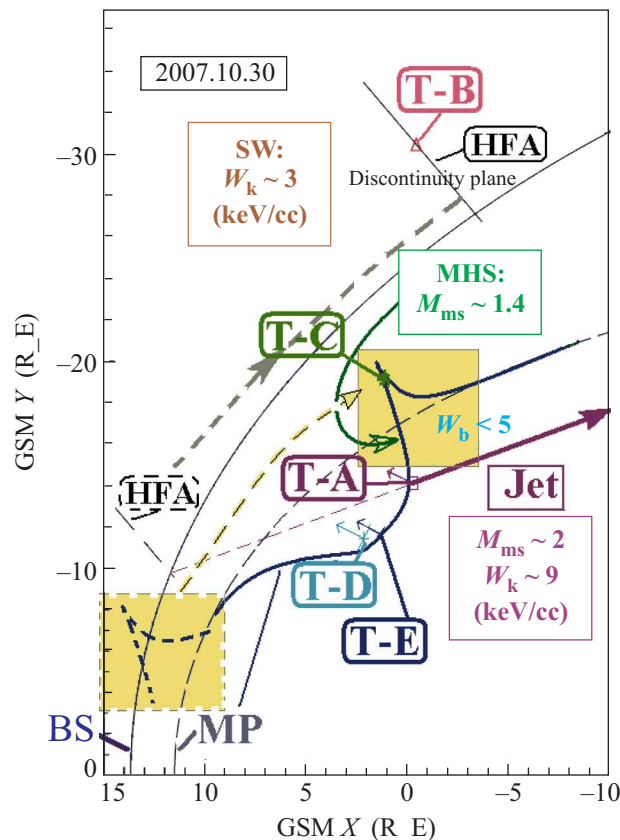 2007.10.30
T-B
HFA
SW:
W_k ~ 3
(keV/cc)
Discontinuity plane
MHS:
M_ms ~ 1.4
T-C
W_b < 5
T-A
Jet
HFA
M_ms ~ 2
W_k ~ 9
(keV/cc)
T-D
T-E
BS
MP
–30
–20
–10
0
GSM Y (R_E)
15 10 5 0 –5 –10
GSM X (R_E)